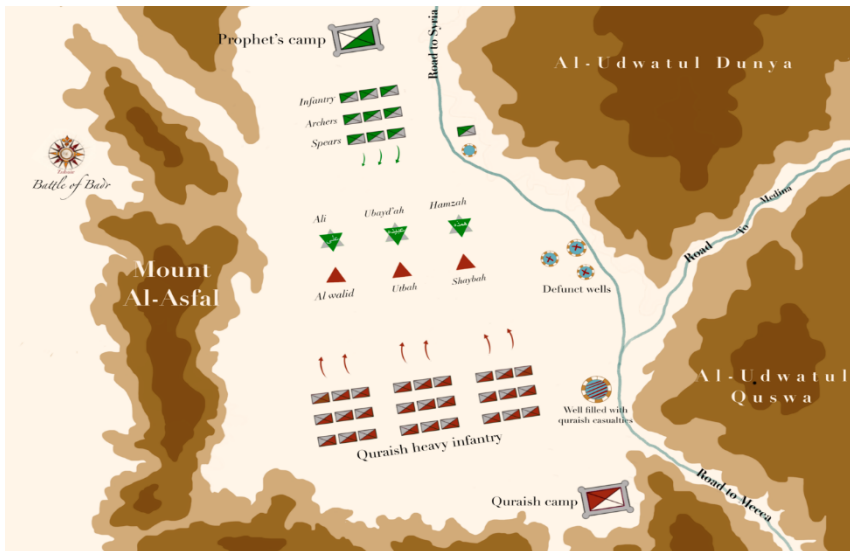 Prophet's camp
Road to Syria
Al-Udwatul Dunya
Infantry
Archers
Spears
Battle of Badr
Ali
Ubayd'ah
Hamzah
Road to Medina
Mount
Al-Asfal
Al walid
Utbah
Shaybah
Defunct wells
Al-Udwatul
Quswa
Well filled with
quraish casualties
Quraish heavy infantry
Quraish camp
Road to Mecca